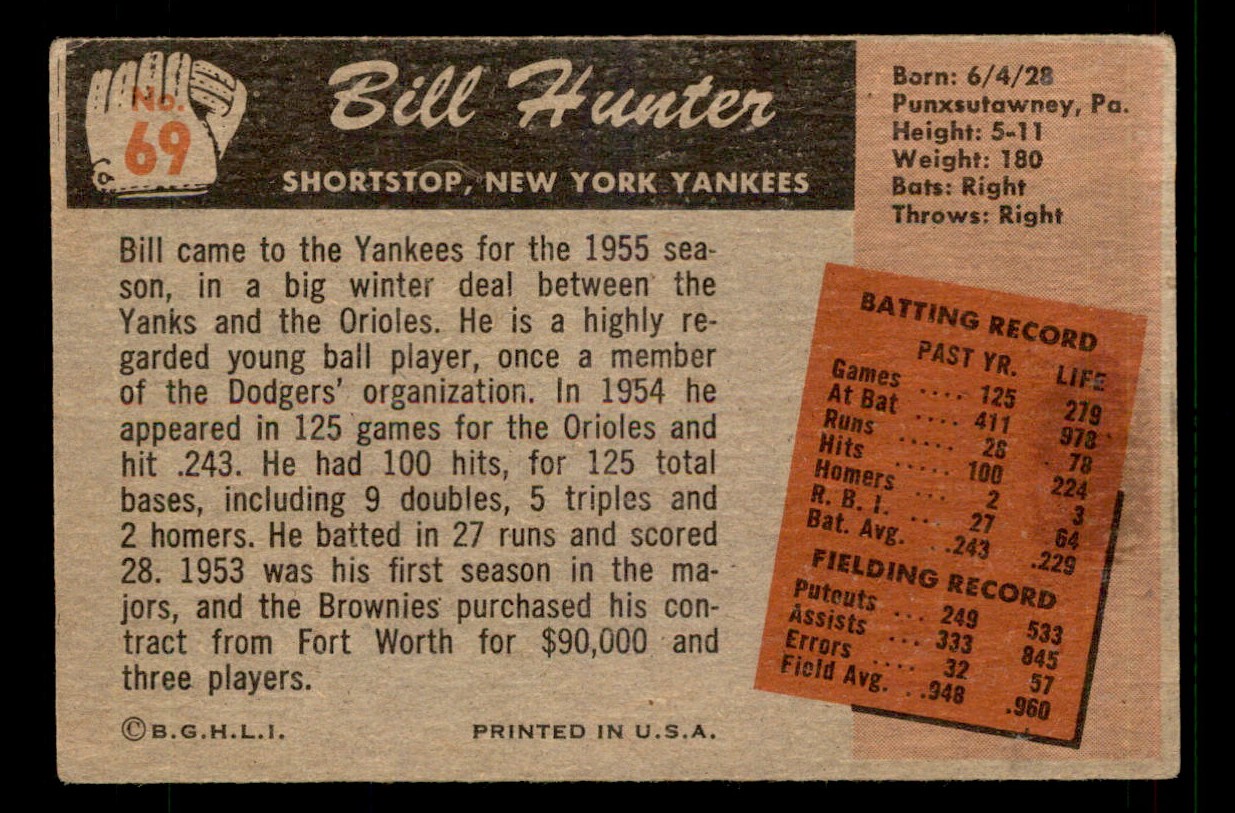 No.
69
Bill Hunter
SHORTSTOP, NEW YORK YANKEES
Born: 6/4/28
Punxsutawney, Pa.
Height: 5-11
Weight: 180
Bats: Right
Throws: Right
Bill came to the Yankees for the 1955 sea-
son, in a big winter deal between the
Yanks and the Orioles. He is a highly re-
garded young ball player, once a member
of the Dodgers' organization. In 1954 he
appeared in 125 games for the Orioles and
hit .243. He had 100 hits, for 125 total
bases, including 9 doubles, 5 triples and
2 homers. He batted in 27 runs and scored
28. 1953 was his first season in the ma-
jors, and the Brownies purchased his con-
tract from Fort Worth for $90,000 and
three players.
BATTING RECORD
PAST YR. LIFE
Games .... 125 279
At Bat .... 411 978
Runs ..... 28 78
Hits ..... 100 224
Homers ... 2 3
R. B. I. ... 27 64
Bat. Avg. . .243 .229
FIELDING RECORD
Putouts ... 249 533
Assists ... 333 845
Errors .... 32 57
Field Avg. . .948 .960
©B.G.H.L.I. PRINTED IN U.S.A.